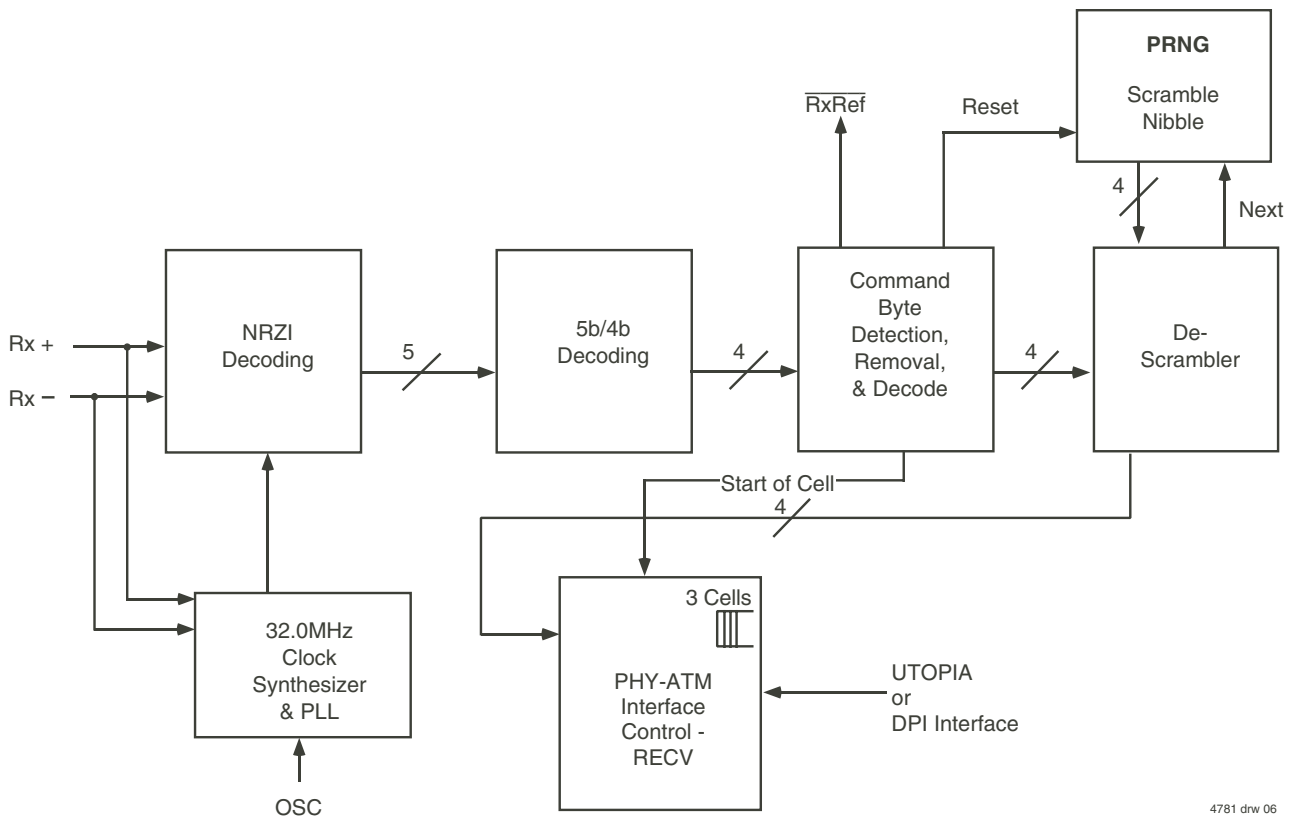 PRNG
Scramble
Nibble
RxRef
Reset
4
Next
Rx +
Rx −
NRZI
Decoding
5
5b/4b
Decoding
4
Command
Byte
Detection,
Removal,
& Decode
4
De-
Scrambler
Start of Cell
4
32.0MHz
Clock
Synthesizer
& PLL
OSC
3 Cells
PHY-ATM
Interface
Control -
RECV
UTOPIA
or
DPI Interface
4781 drw 06